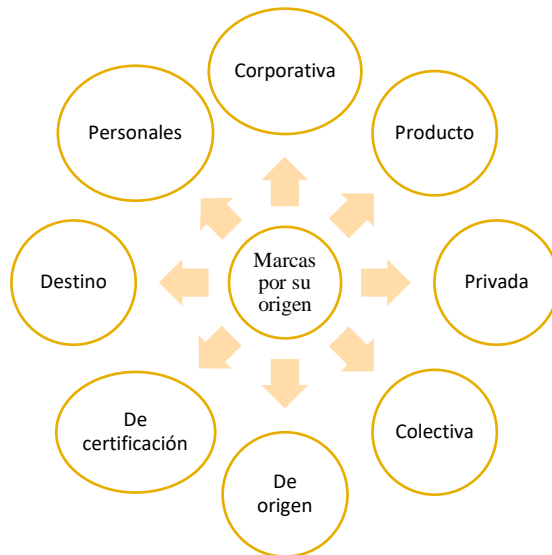 Corporativa
Producto
Privada
Colectiva
De
origen
De
certificación
Destino
Personales
Marcas
por su
origen